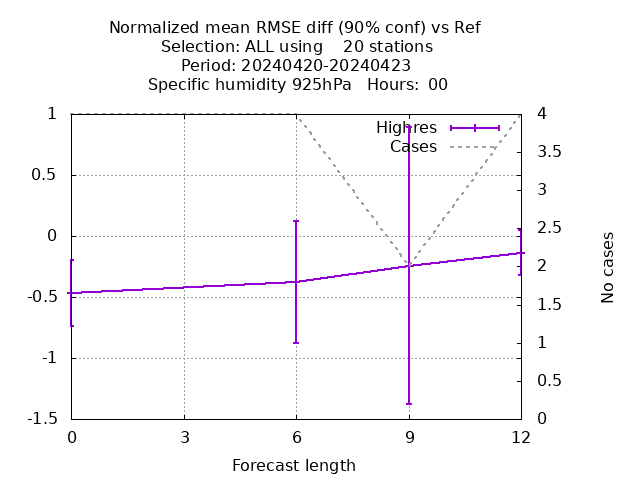 Normalized mean RMSE diff (90% conf) vs Ref
Selection: ALL using    20 stations
Period: 20240420-20240423
Specific humidity 925hPa   Hours:  00
Highres
Cases
1
0.5
0
-0.5
-1
-1.5
4
3.5
3
2.5
2
1.5
1
0.5
0
No cases
0 3 6 9 12
Forecast length